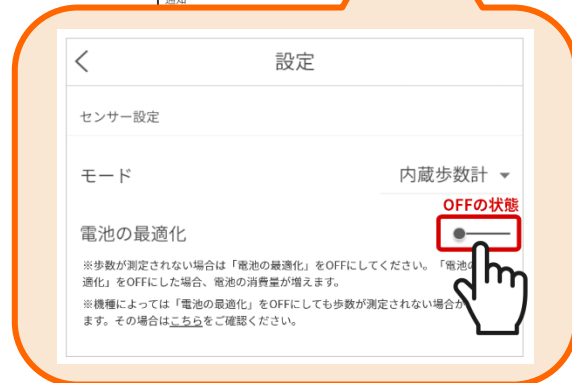 設定
センサー設定
モード
内蔵歩数計
OFFの状態
電池の最適化
※歩数が測定されない場合は「電池の最適化」をOFFにしてください。「電池の
適化」をOFFにした場合、電池の消費量が増えます。
※機種によっては「電池の最適化」をOFFにしても歩数が測定されない場合が
ます。その場合はこちらをご確認ください。